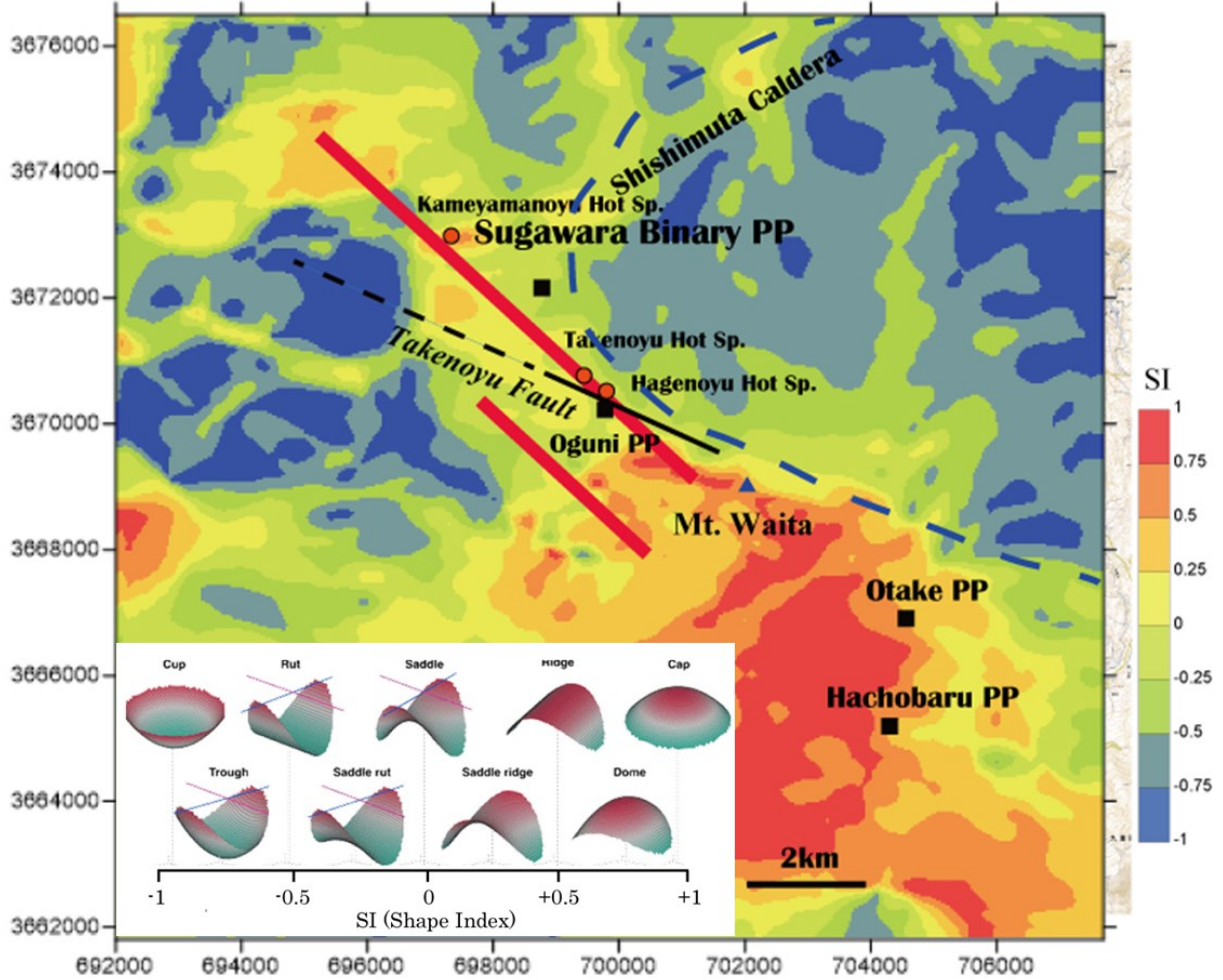 3676000
3674000
3672000
3670000
3668000
3666000
3664000
3662000
692000 694000 696000 698000 700000 702000 704000 706000
Shishimuta Caldera
Kameyamanoyu Hot Sp.
Sugawara Binary PP
Takenoyu Hot Sp.
Takenoyu Fault
Hagenoyu Hot Sp.
Oguni PP
Mt. Waita
Otake PP
Hachobaru PP
2km
SI
1
0.75
0.5
0.25
0
-0.25
-0.5
-0.75
-1
Cup Rut Saddle Ridge Cap
Trough Saddle rut Saddle ridge Dome
-1 -0.5 0 +0.5 +1
SI (Shape Index)